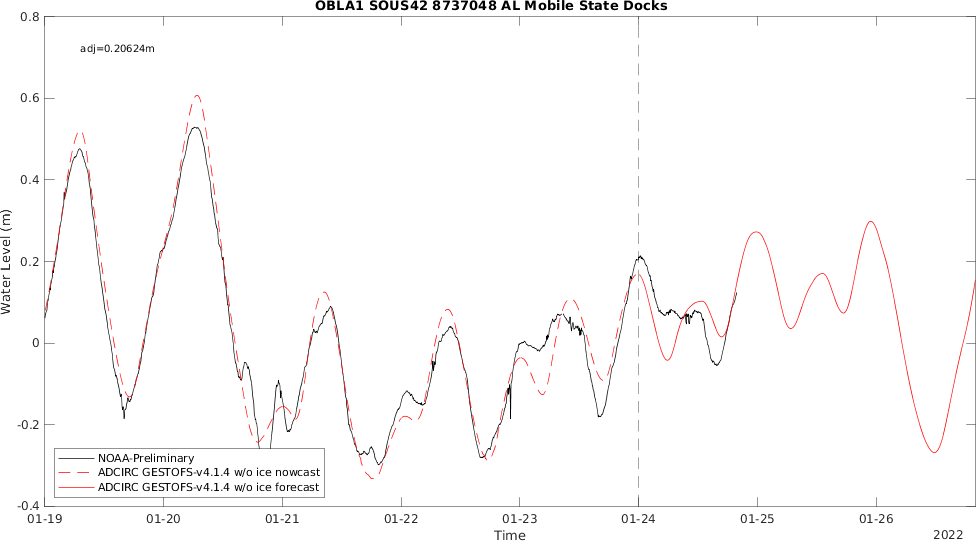 OBLA1 SOUS42 8737048 AL Mobile State Docks
adj=0.20624m
Water Level (m)
0.8
0.6
0.4
0.2
0
-0.2
-0.4
NOAA-Preliminary
ADCIRC GESTOFS-v4.1.4 w/o ice nowcast
ADCIRC GESTOFS-v4.1.4 w/o ice forecast
01-19 01-20 01-21 01-22 01-23 01-24 01-25 01-26
Time
2022